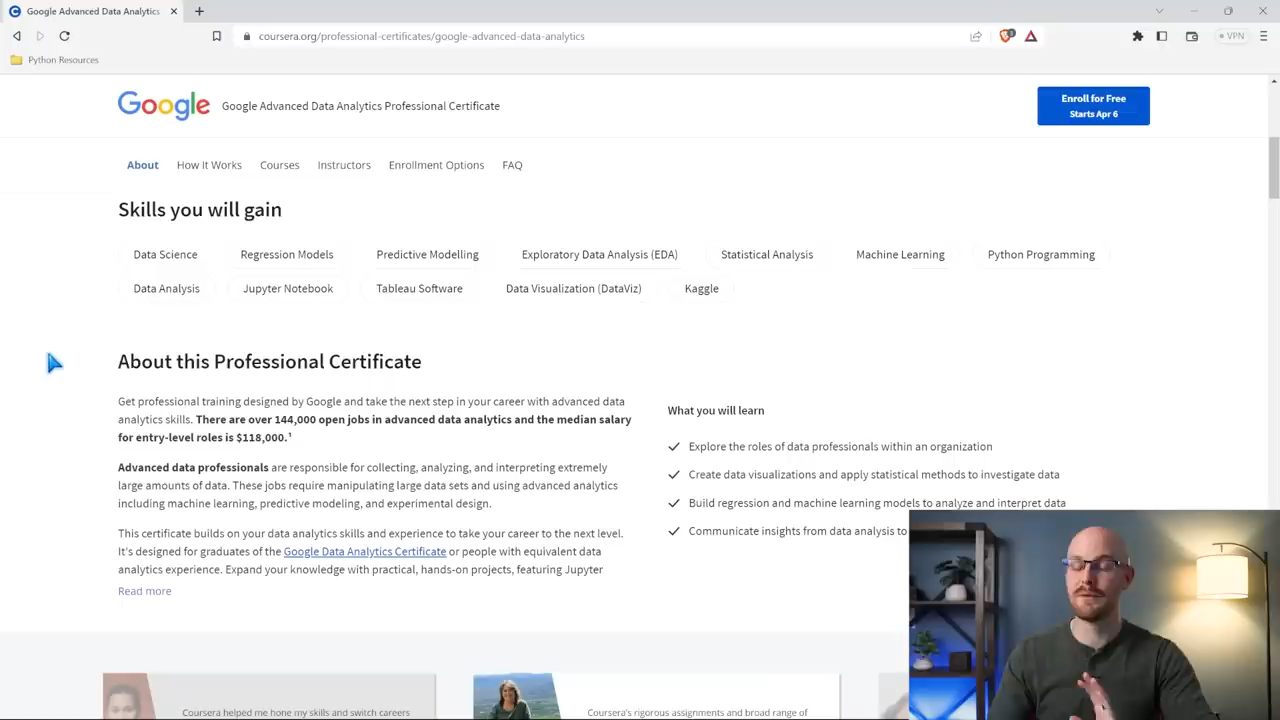 Google Advanced Data Analytics
coursera.org/professional-certificates/google-advanced-data-analytics
VPN
Python Resources
Google
Google Advanced Data Analytics Professional Certificate
Enroll for Free
Starts Apr 6
About How It Works Courses Instructors Enrollment Options FAQ
Skills you will gain
Data Science Regression Models Predictive Modelling Exploratory Data Analysis (EDA) Statistical Analysis Machine Learning Python Programming
Data Analysis Jupyter Notebook Tableau Software Data Visualization (DataViz) Kaggle
About this Professional Certificate
Get professional training designed by Google and take the next step in your career with advanced data
analytics skills. There are over 144,000 open jobs in advanced data analytics and the median salary
for entry-level roles is $118,000.¹
Advanced data professionals are responsible for collecting, analyzing, and interpreting extremely
large amounts of data. These jobs require manipulating large data sets and using advanced analytics
including machine learning, predictive modeling, and experimental design.
This certificate builds on your data analytics skills and experience to take your career to the next level.
It's designed for graduates of the Google Data Analytics Certificate or people with equivalent data
analytics experience. Expand your knowledge with practical, hands-on projects, featuring Jupyter
Read more
What you will learn
Explore the roles of data professionals within an organization
Create data visualizations and apply statistical methods to investigate data
Build regression and machine learning models to analyze and interpret data
Communicate insights from data analysis to
Coursera helped me hone my skills and switch careers
Coursera's rigorous assignments and broad range of